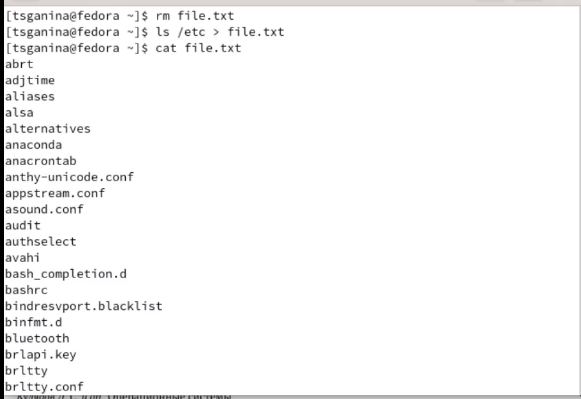 [tsganina@fedora ~]$ rm file.txt
[tsganina@fedora ~]$ ls /etc > file.txt
[tsganina@fedora ~]$ cat file.txt
abrt
adjtime
aliases
alsa
alternatives
anaconda
anacrontab
anthy-unicode.conf
appstream.conf
asound.conf
audit
authselect
avahi
bash_completion.d
bashrc
bindresvport.blacklist
binfmt.d
bluetooth
brlapi.key
brltty
brltty.conf
Операционные системы